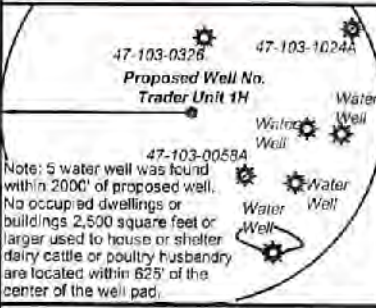 47-103-0326
47-103-1024A
Proposed Well No.
Trader Unit 1H
Water
Well
Water
Well
47-103-0058A
Note: 5 water well was found
within 2000' of proposed well.
No occupied dwellings or
buildings 2,500 square feet or
larger used to house or shelter
dairy cattle or poultry husbandry
are located within 625' of the
center of the well pad.
Water
Well
Water
Well